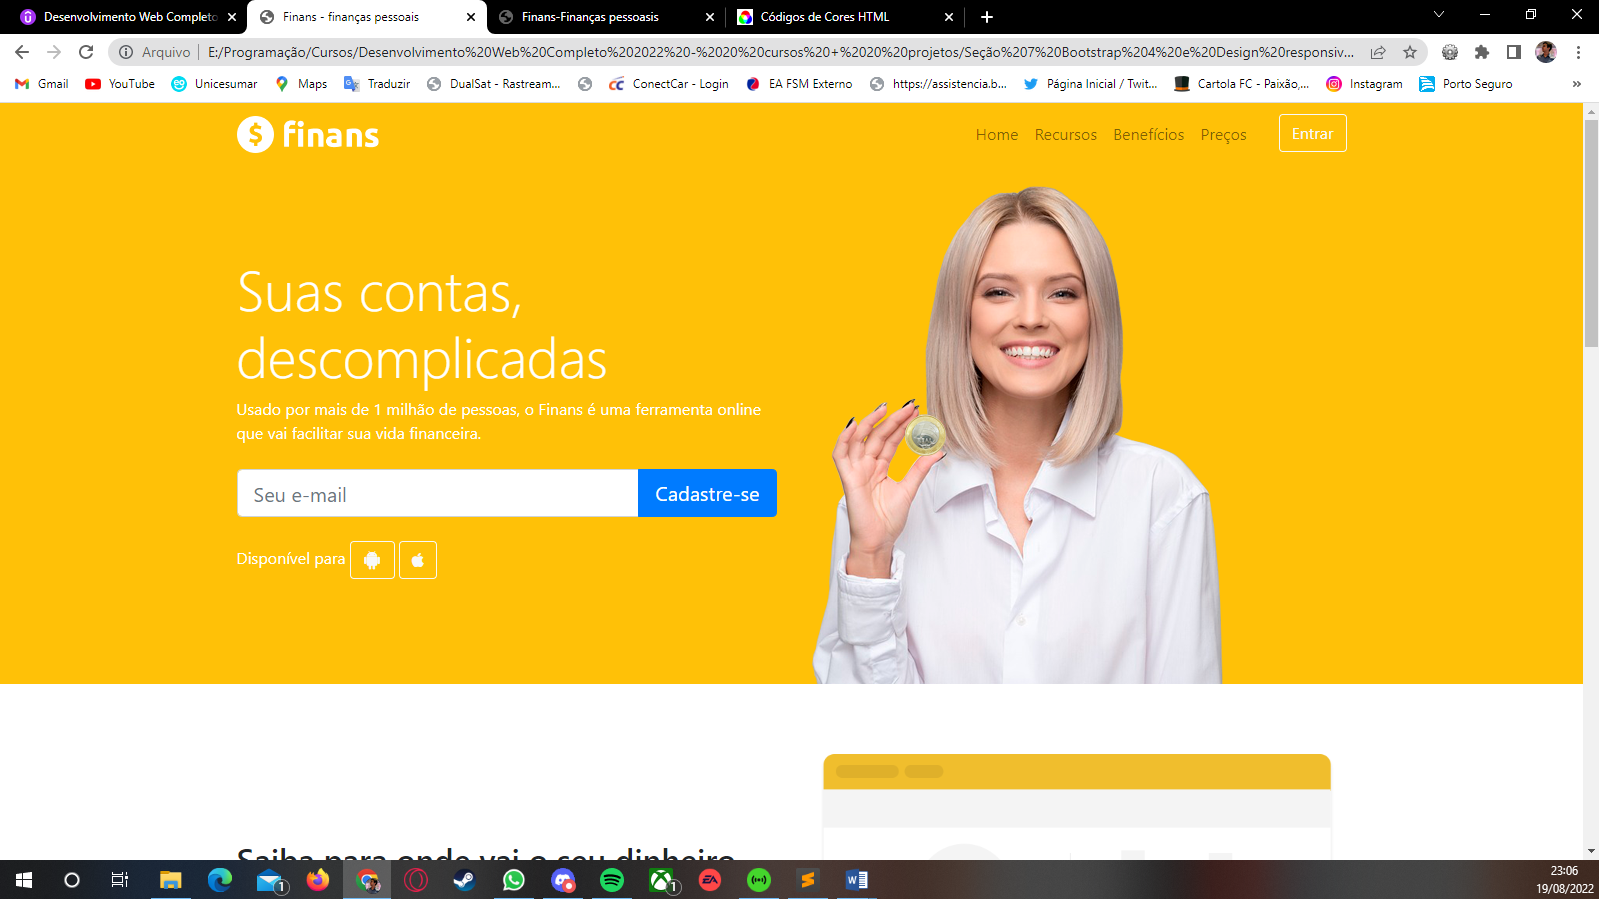 Desenvolvimento Web Completo
Finans - finanças pessoais
Finans-Finanças pessoasis
Códigos de Cores HTML
Arquivo
E:/Programação/Cursos/Desenvolvimento%20Web%20Completo%202022%20-%2020%20cursos%20+%2020%20projetos/Seção%207%20Bootstrap%204%20e%20Design%20responsiv...
Gmail
YouTube
Unicesumar
Maps
Traduzir
DualSat - Rastream...
ConectCar - Login
EA FSM Externo
https://assistencia.b...
Página Inicial / Twit...
Cartola FC - Paixão,...
Instagram
Porto Seguro
finans
Home
Recursos
Benefícios
Preços
Entrar
Suas contas,
descomplicadas
Usado por mais de 1 milhão de pessoas, o Finans é uma ferramenta online
que vai facilitar sua vida financeira.
Seu e-mail
Cadastre-se
Disponível para
Saiba para onde vai o seu dinheiro
23:06
19/08/2022